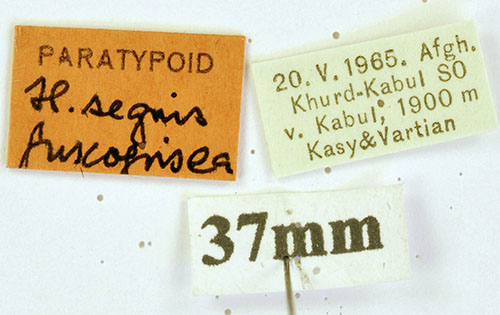 PARATYPOID
H. segnis
fuscogrisea
20. V. 1965. Afgh.
Khurd-Kabul SO
v. Kabul, 1900 m
Kasy&Vartian
37mm